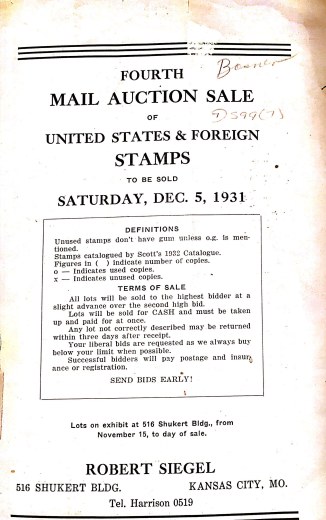 FOURTH
MAIL AUCTION SALE
OF
UNITED STATES & FOREIGN
STAMPS
TO BE SOLD
SATURDAY, DEC. 5, 1931
DEFINITIONS
Unused stamps don't have gum unless o.g. is men-
tioned.
Stamps catalogued by Scott's 1932 Catalogue.
Figures in ( ) indicate number of copies.
o — Indicates used copies.
x — Indicates unused copies.
TERMS OF SALE
All lots will be sold to the highest bidder at a
slight advance over the second high bid.
Lots will be sold for CASH and must be taken
up and paid for at once.
Any lot not correctly described may be returned
within three days after receipt.
Your liberal bids are requested as we always buy
below your limit when possible.
Successful bidders will pay postage and insur-
ance or registration.
SEND BIDS EARLY!
Lots on exhibit at 516 Shukert Bldg., from
November 15, to day of sale.
ROBERT SIEGEL
516 SHUKERT BLDG. KANSAS CITY, MO.
Tel. Harrison 0519